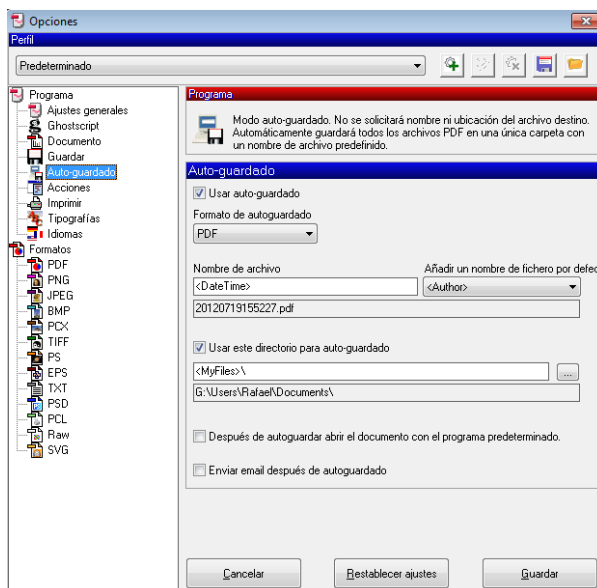 Opciones
Perfil
Predeterminado
Programa
Ajustes generales
Ghostscript
Documento
Guardar
Auto-guardado
Acciones
Imprimir
Tipografías
Idiomas
Formatos
PDF
PNG
JPEG
BMP
PCX
TIFF
PS
EPS
TXT
PSD
PCL
Raw
SVG
Programa
Modo auto-guardado. No se solicitará nombre ni ubicación del archivo destino.
Automáticamente guardará todos los archivos PDF en una única carpeta con
un nombre de archivo predefinido.
Auto-guardado
Usar auto-guardado
Formato de autoguardado
PDF
Nombre de archivo
Añadir un nombre de fichero por defec
<DateTime>
<Author>
20120719155227.pdf
Usar este directorio para auto-guardado
<MyFiles>\
...
G:\Users\Rafael\Documents\
Después de autoguardar abrir el documento con el programa predeterminado.
Enviar email después de autoguardado
Cancelar
Restablecer ajustes
Guardar